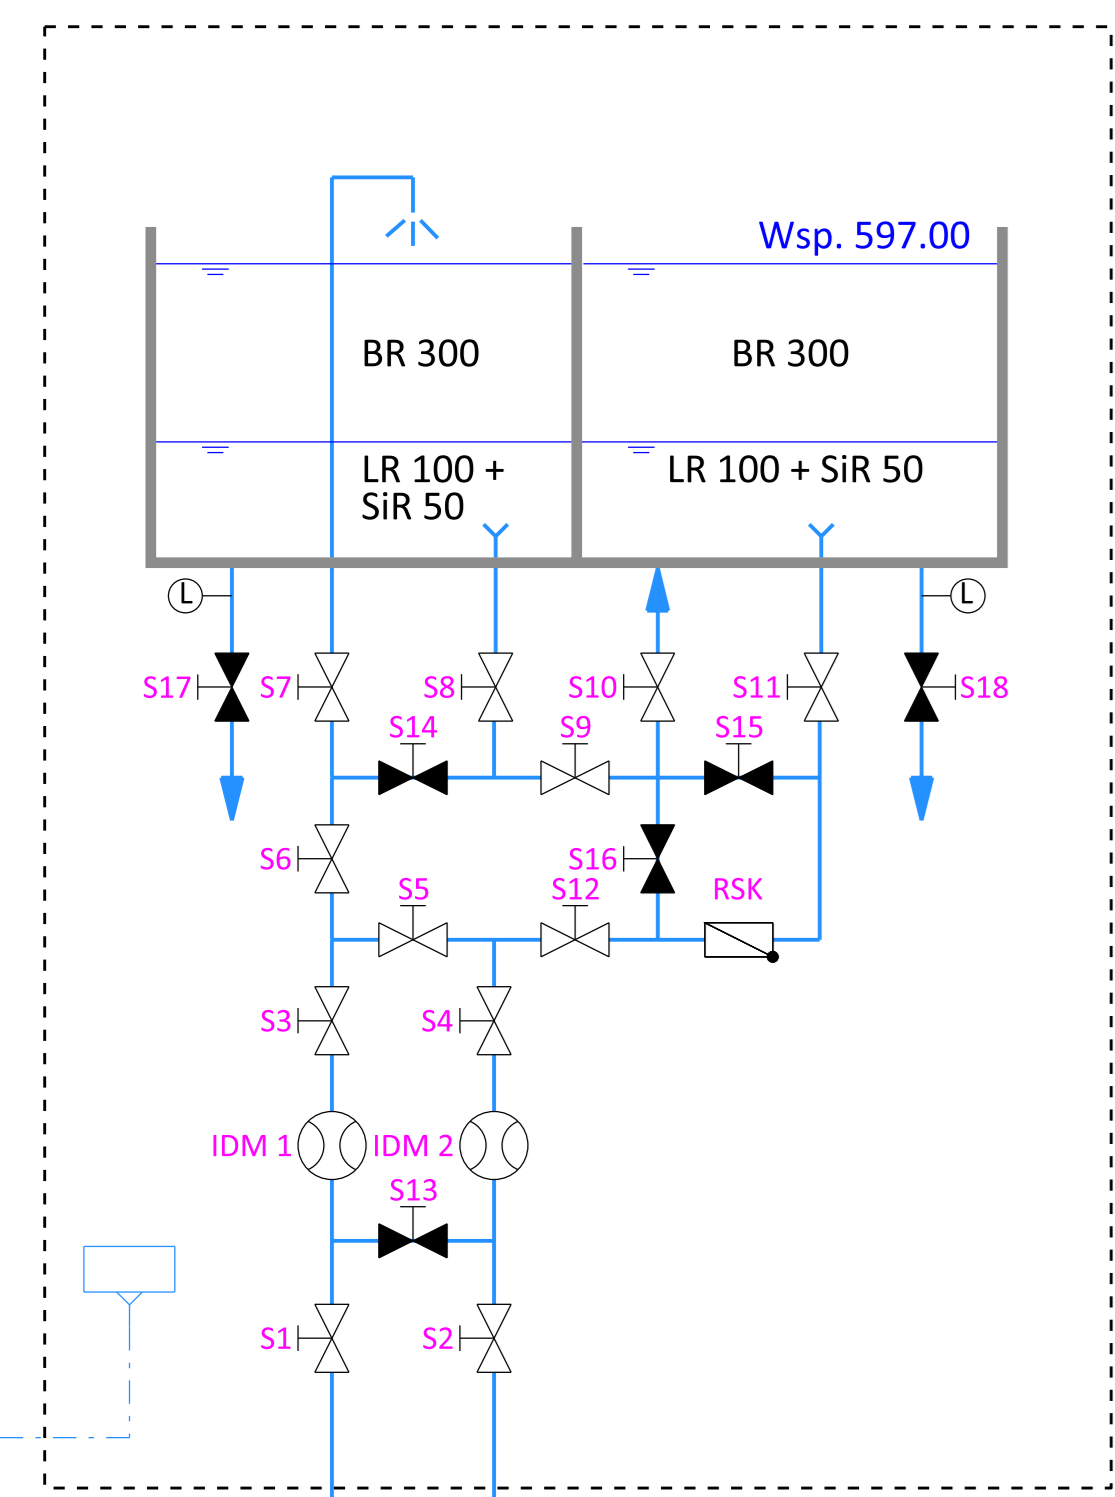 Wsp. 597.00
BR 300
BR 300
LR 100 +
SiR 50
LR 100 + SiR 50
L
L
S17
S7
S8
S10
S11
S18
S14
S9
S15
S6
S16
S5
S12
RSK
S3
S4
IDM 1
IDM 2
S13
S1
S2